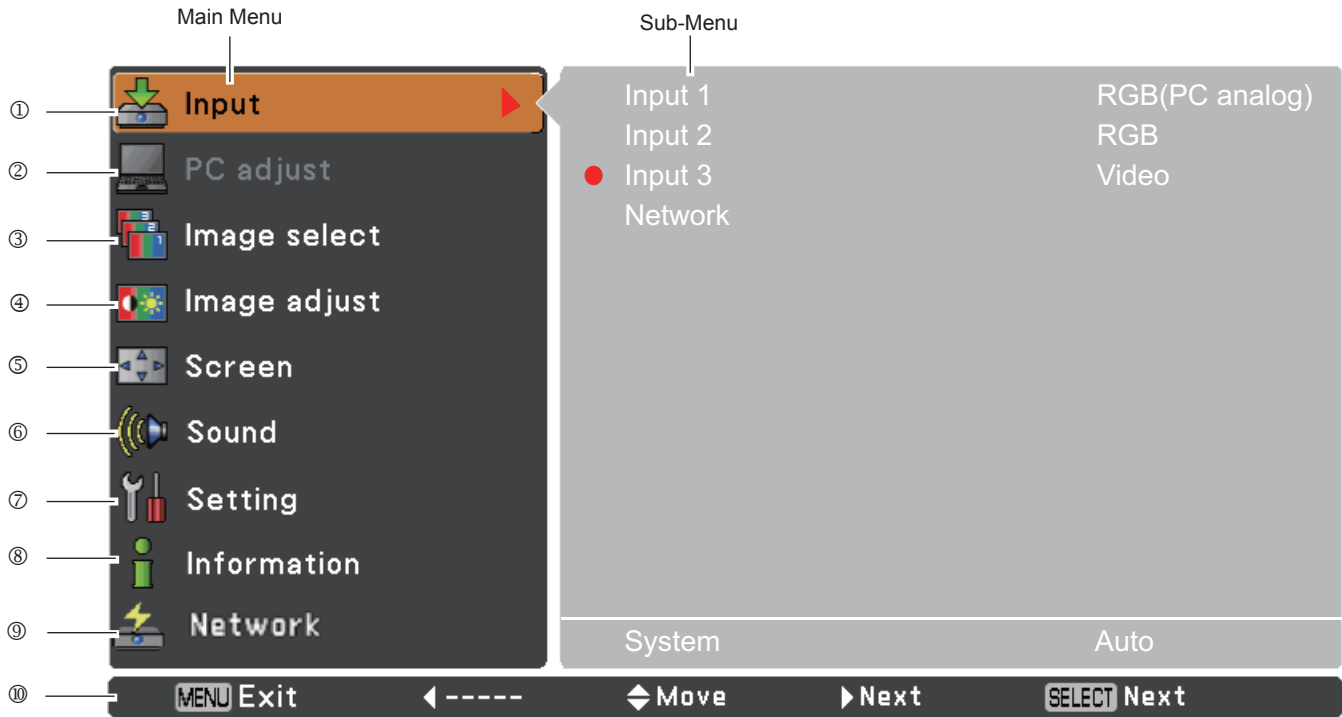 Main Menu
Sub-Menu
① Input
② PC adjust
③ Image select
④ Image adjust
⑤ Screen
⑥ Sound
⑦ Setting
⑧ Information
⑨ Network
Input 1 RGB(PC analog)
Input 2 RGB
Input 3 Video
Network
System Auto
⑩ MENU Exit ◀----- Move ▶Next SELECT Next